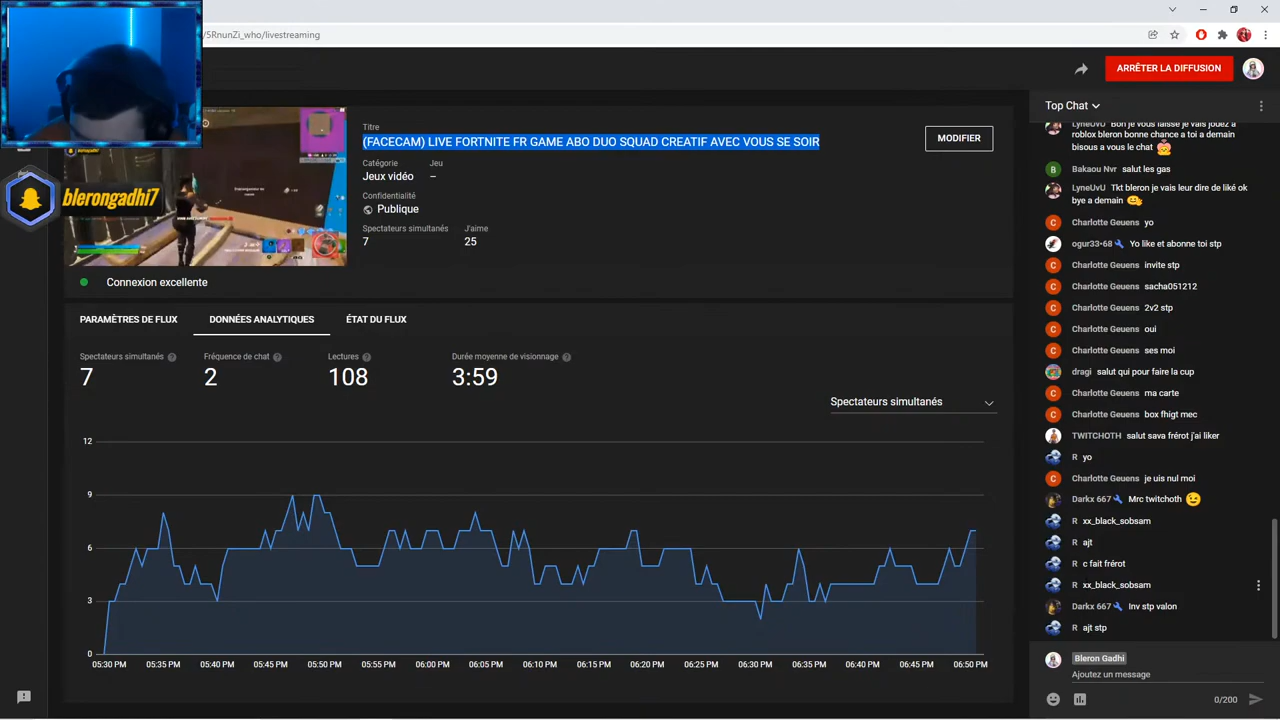 /5RnunZi_who/livestreaming
ARRÊTER LA DIFFUSION
blerongadhi7
Titre
(FACECAM) LIVE FORTNITE FR GAME ABO DUO SQUAD CREATIF AVEC VOUS SE SOIR
MODIFIER
Catégorie
Jeu
Jeux vidéo
–
Confidentialité
Publique
Spectateurs simultanés
J'aime
7
25
Connexion excellente
PARAMÈTRES DE FLUX
DONNÉES ANALYTIQUES
ÉTAT DU FLUX
Spectateurs simultanés
Fréquence de chat
Lectures
Durée moyenne de visionnage
7
2
108
3:59
Spectateurs simultanés
12
9
6
3
0
05:30 PM
05:35 PM
05:40 PM
05:45 PM
05:50 PM
05:55 PM
06:00 PM
06:05 PM
06:10 PM
06:15 PM
06:20 PM
06:25 PM
06:30 PM
06:35 PM
06:40 PM
06:45 PM
06:50 PM
Top Chat
LyneUvU Bon je vous laisse je vais jouez a
roblox bleron bonne chance a toi a demain
bisous a vous le chat
Bakaou Nvr salut les gas
LyneUvU Tkt bleron je vais leur dire de liké ok
bye a demain
Charlotte Geuens yo
ogur33-68 Yo like et abonne toi stp
Charlotte Geuens invite stp
Charlotte Geuens sacha051212
Charlotte Geuens 2v2 stp
Charlotte Geuens oui
Charlotte Geuens ses moi
dragi salut qui pour faire la cup
Charlotte Geuens ma carte
Charlotte Geuens box fhigt mec
TWITCHOTH salut sava frérot j'ai liker
R yo
Charlotte Geuens je uis nul moi
Darkx 667 Mrc twitchoth 😉
R xx_black_sobsam
R ajt
R c fait frérot
R xx_black_sobsam
Darkx 667 Inv stp valon
R ajt stp
Bleron Gadhi
Ajoutez un message
0/200